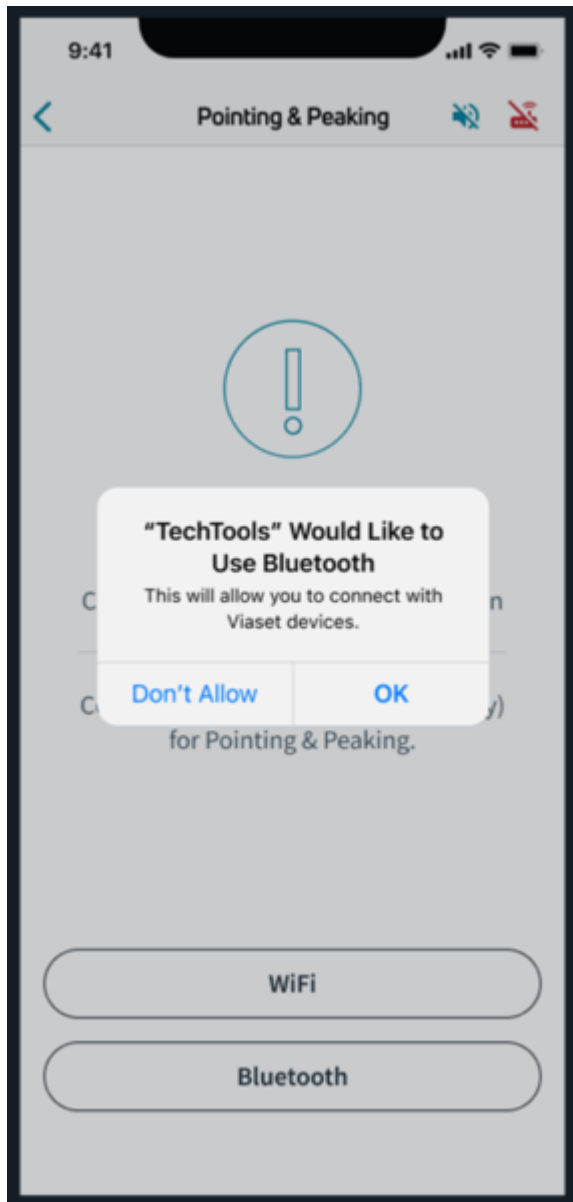 9:41
Pointing & Peaking
“TechTools” Would Like to
Use Bluetooth
This will allow you to connect with
Viaset devices.
Don't Allow OK
for Pointing & Peaking.
WiFi
Bluetooth